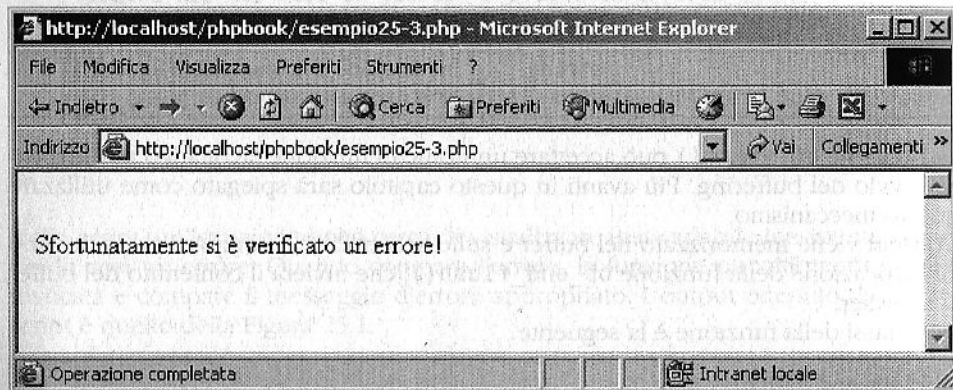 http://localhost/phpbook/esempio25-3.php - Microsoft Internet Explorer
File Modifica Visualizza Preferiti Strumenti ?
Indietro Cerca Preferiti Multimedia
Indirizzo http://localhost/phpbook/esempio25-3.php Vai Collegamenti »
Sfortunatamente si è verificato un errore!
Operazione completata Intranet locale